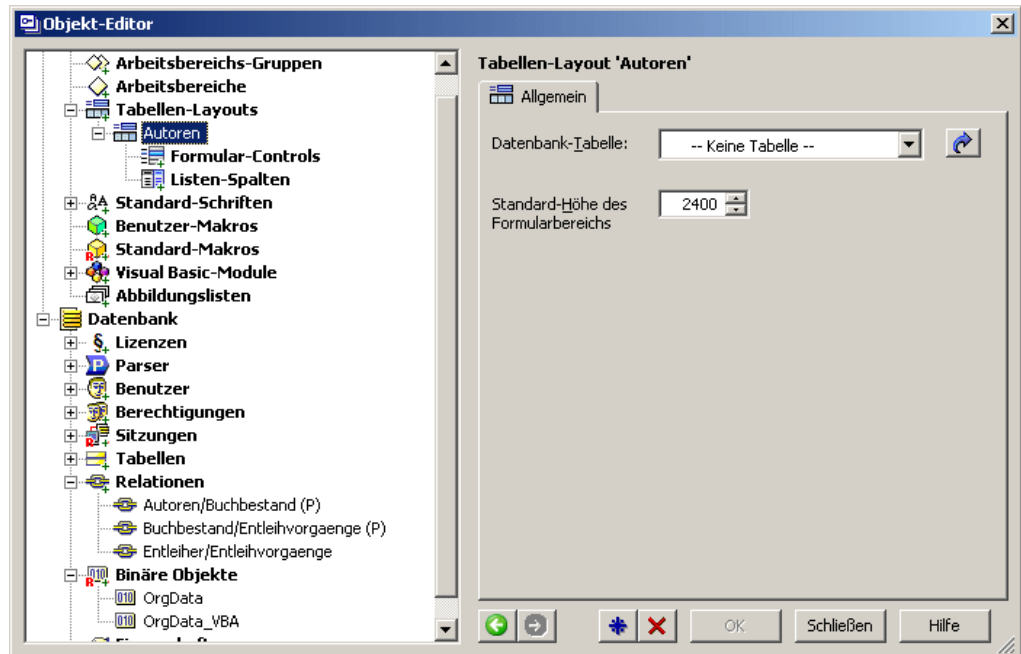 Objekt-Editor
Arbeitsbereichs-Gruppen
Arbeitsbereiche
Tabellen-Layouts
Autoren
Formular-Controls
Listen-Spalten
Standard-Schriften
Benutzer-Makros
Standard-Makros
Visual Basic-Module
Abbildungslisten
Datenbank
Lizenzen
Parser
Benutzer
Berechtigungen
Sitzungen
Tabellen
Relationen
Autoren/Buchbestand (P)
Buchbestand/Entleihvorgaenge (P)
Entleiher/Entleihvorgaenge
Binäre Objekte
OrgData
OrgData_VBA
Tabellen-Layout 'Autoren'
Allgemein
Datenbank-Tabelle:
-- Keine Tabelle --
Standard-Höhe des
Formularbereichs
2400
OK
Schließen
Hilfe